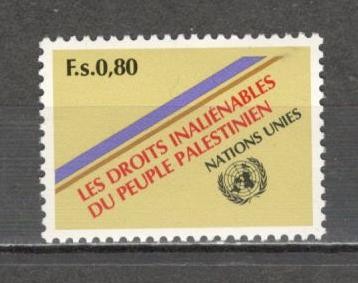 F.s.0,80
LES DROITS INALIÉNABLES
DU PEUPLE PALESTINIEN
NATIONS UNIES